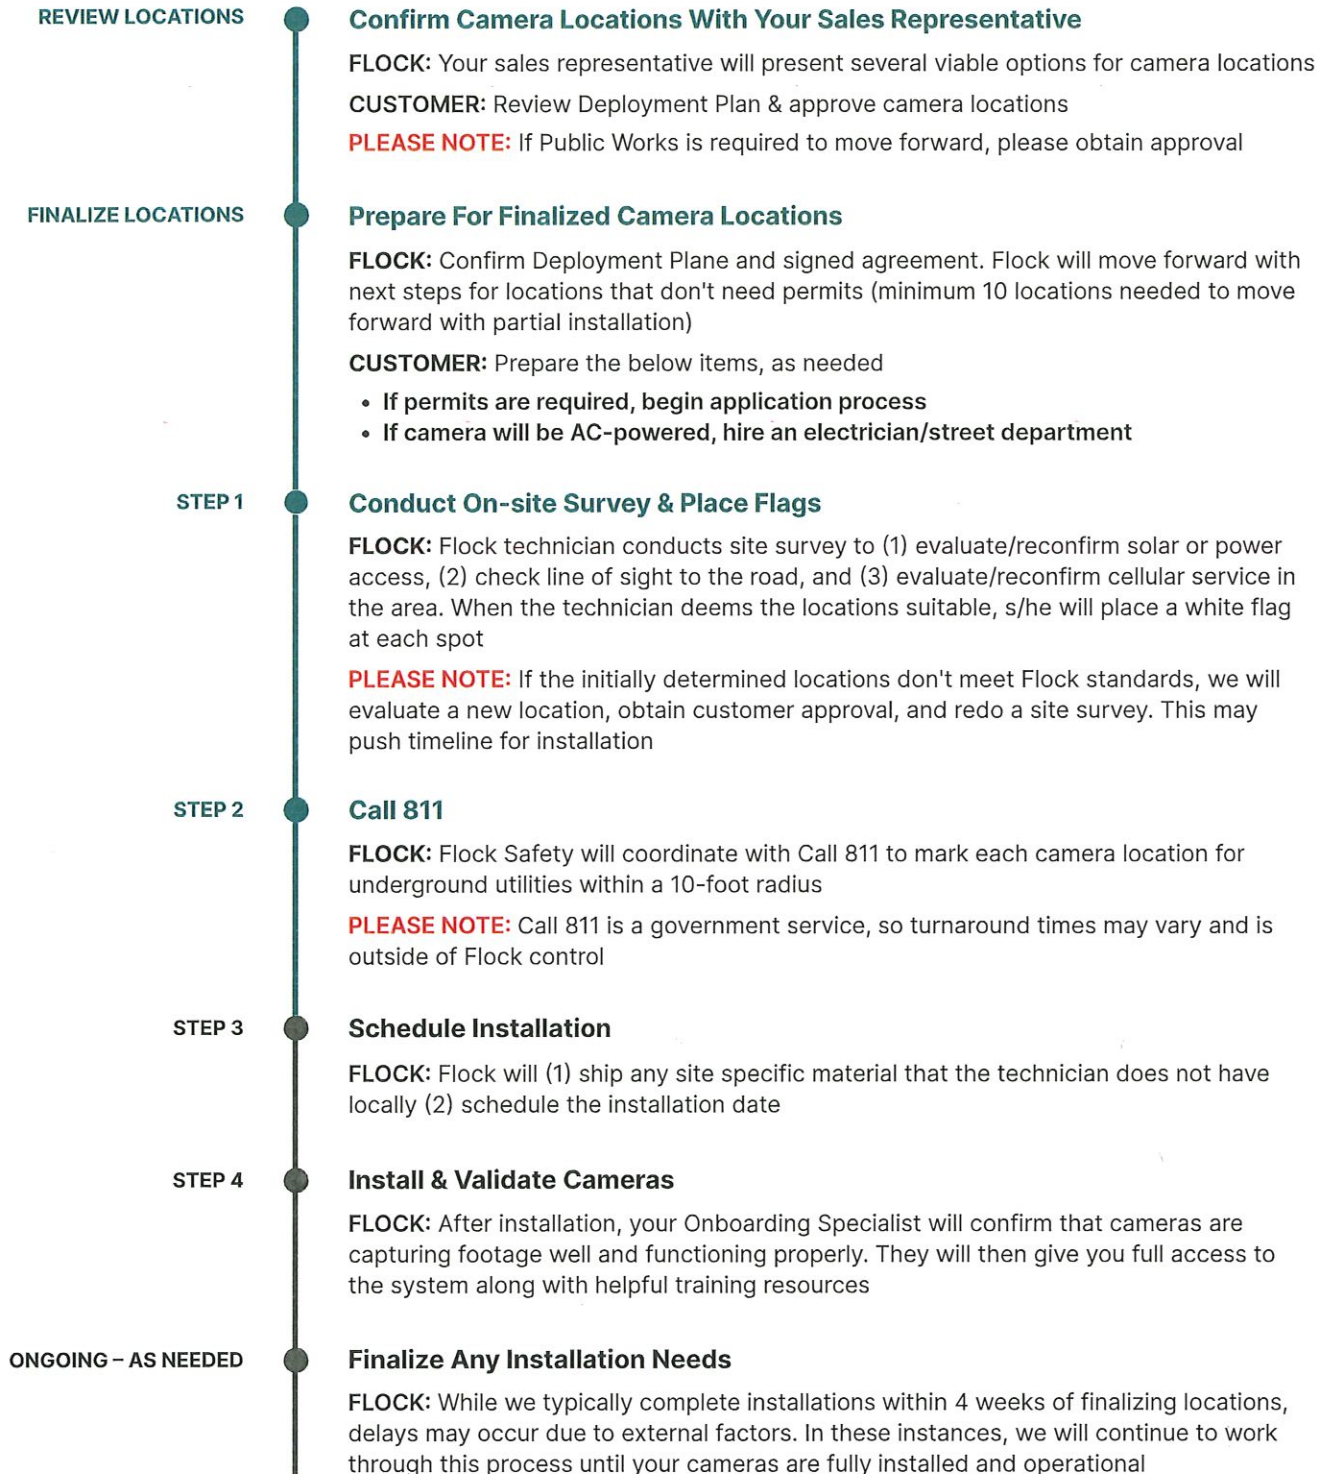 REVIEW LOCATIONS
Confirm Camera Locations With Your Sales Representative
FLOCK: Your sales representative will present several viable options for camera locations
CUSTOMER: Review Deployment Plan & approve camera locations
PLEASE NOTE: If Public Works is required to move forward, please obtain approval
FINALIZE LOCATIONS
Prepare For Finalized Camera Locations
FLOCK: Confirm Deployment Plane and signed agreement. Flock will move forward with
next steps for locations that don't need permits (minimum 10 locations needed to move
forward with partial installation)
CUSTOMER: Prepare the below items, as needed
• If permits are required, begin application process
• If camera will be AC-powered, hire an electrician/street department
STEP 1
Conduct On-site Survey & Place Flags
FLOCK: Flock technician conducts site survey to (1) evaluate/reconfirm solar or power
access, (2) check line of sight to the road, and (3) evaluate/reconfirm cellular service in
the area. When the technician deems the locations suitable, s/he will place a white flag
at each spot
PLEASE NOTE: If the initially determined locations don't meet Flock standards, we will
evaluate a new location, obtain customer approval, and redo a site survey. This may
push timeline for installation
STEP 2
Call 811
FLOCK: Flock Safety will coordinate with Call 811 to mark each camera location for
underground utilities within a 10-foot radius
PLEASE NOTE: Call 811 is a government service, so turnaround times may vary and is
outside of Flock control
STEP 3
Schedule Installation
FLOCK: Flock will (1) ship any site specific material that the technician does not have
locally (2) schedule the installation date
STEP 4
Install & Validate Cameras
FLOCK: After installation, your Onboarding Specialist will confirm that cameras are
capturing footage well and functioning properly. They will then give you full access to
the system along with helpful training resources
ONGOING – AS NEEDED
Finalize Any Installation Needs
FLOCK: While we typically complete installations within 4 weeks of finalizing locations,
delays may occur due to external factors. In these instances, we will continue to work
through this process until your cameras are fully installed and operational